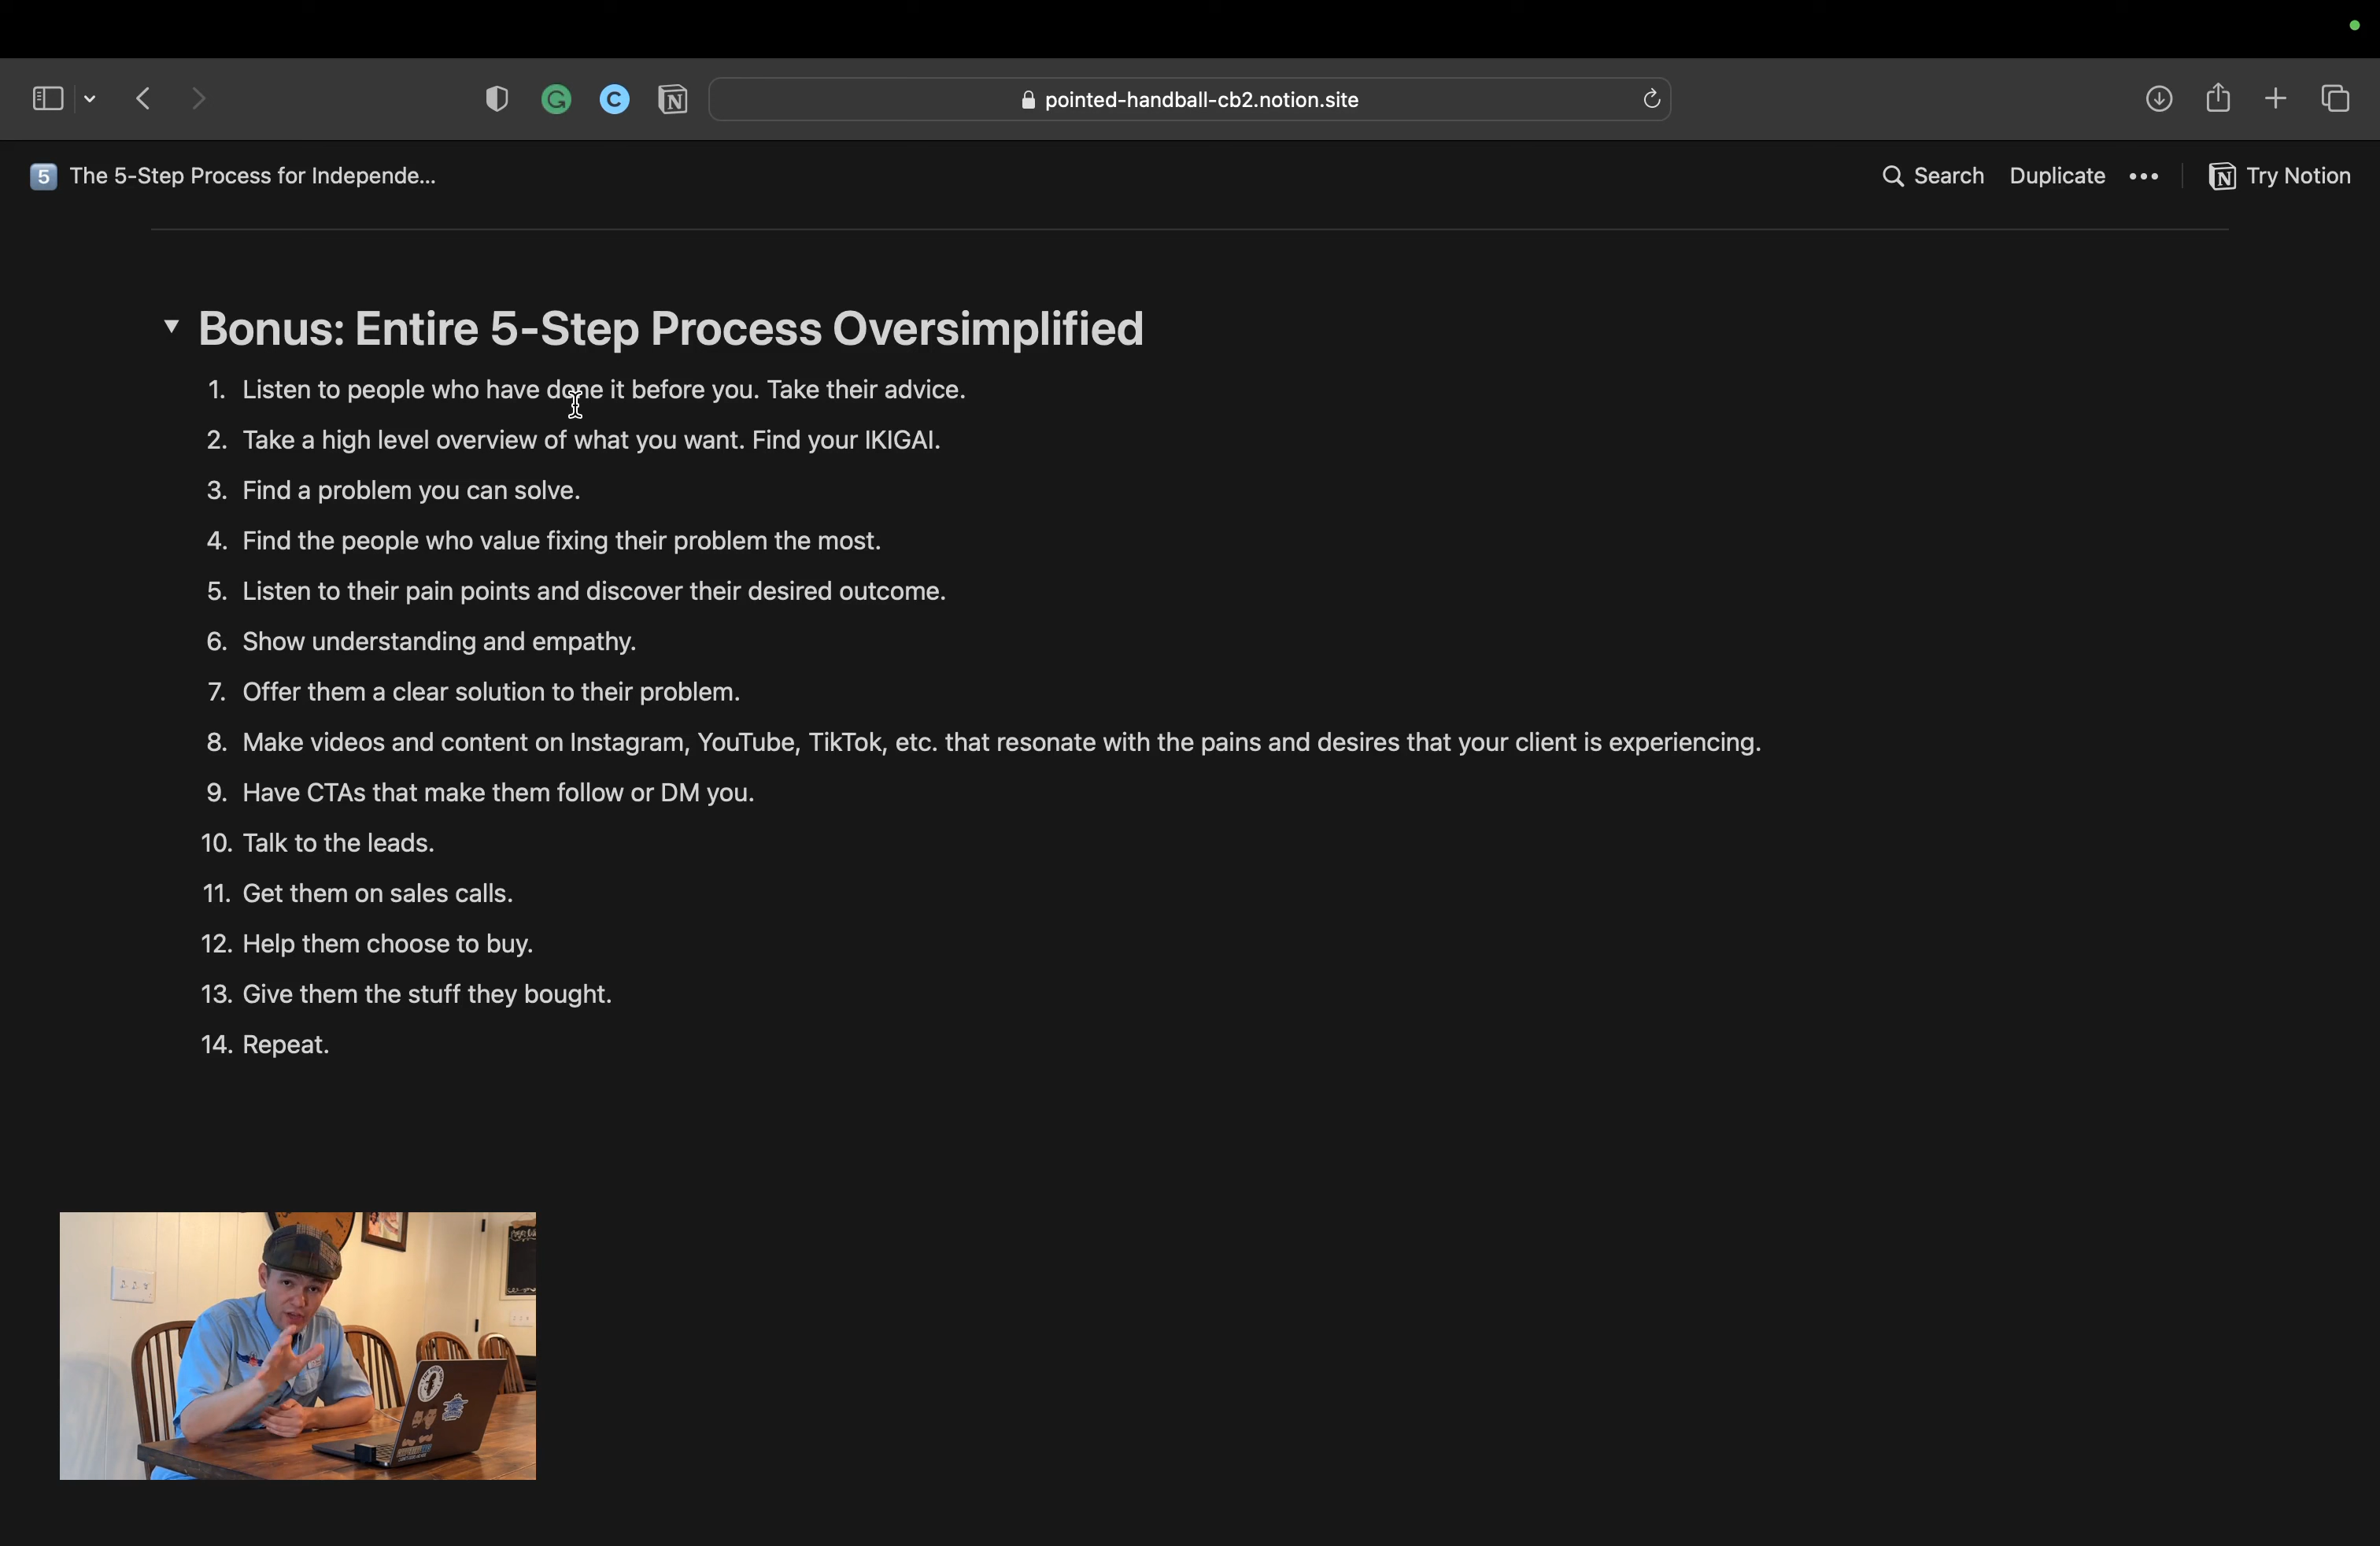 pointed-handball-cb2.notion.site
5 The 5-Step Process for Independe...
Search Duplicate ••• Try Notion
Bonus: Entire 5-Step Process Oversimplified
1. Listen to people who have done it before you. Take their advice.
2. Take a high level overview of what you want. Find your IKIGAI.
3. Find a problem you can solve.
4. Find the people who value fixing their problem the most.
5. Listen to their pain points and discover their desired outcome.
6. Show understanding and empathy.
7. Offer them a clear solution to their problem.
8. Make videos and content on Instagram, YouTube, TikTok, etc. that resonate with the pains and desires that your client is experiencing.
9. Have CTAs that make them follow or DM you.
10. Talk to the leads.
11. Get them on sales calls.
12. Help them choose to buy.
13. Give them the stuff they bought.
14. Repeat.